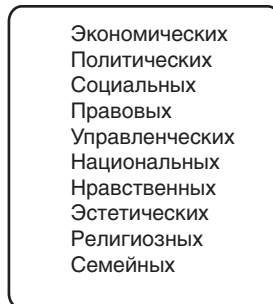 Экономических
Политических
Социальных
Правовых
Управленческих
Национальных
Нравственных
Эстетических
Религиозных
Семейных